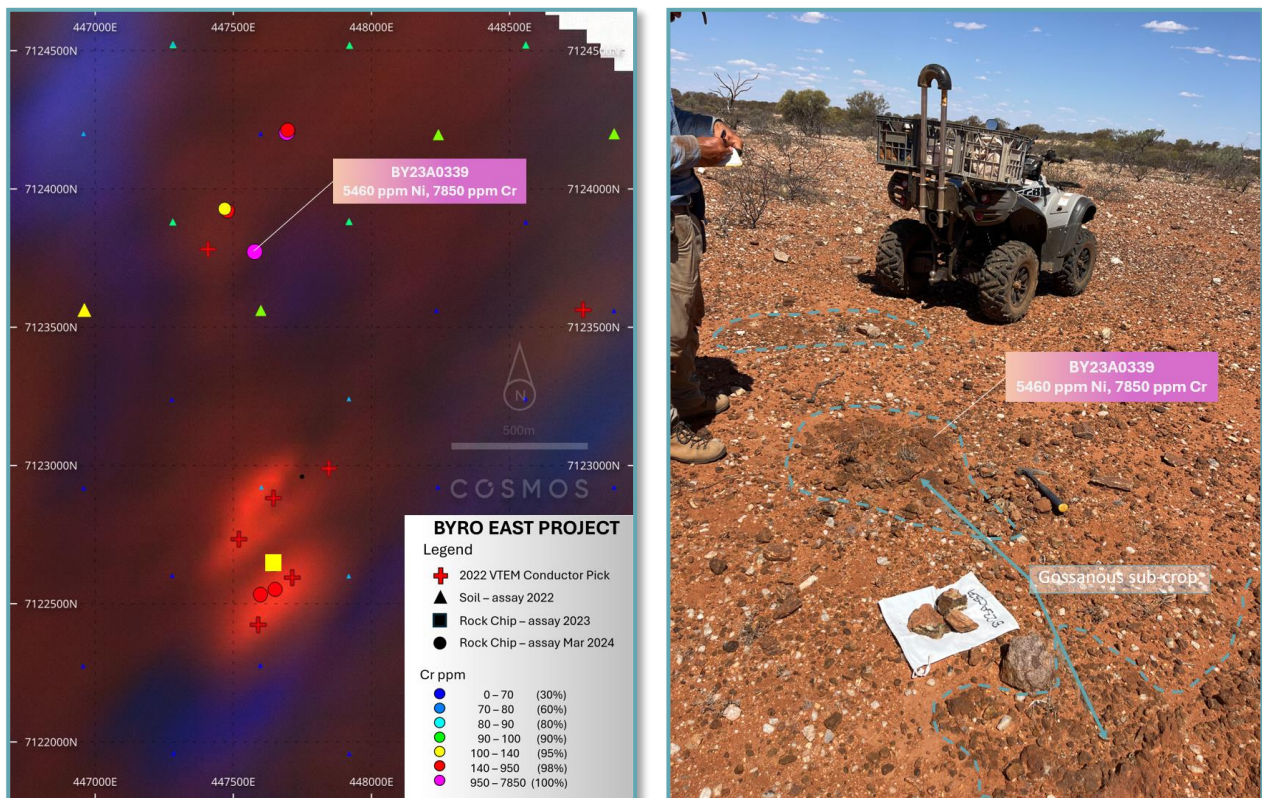 447000E
447500E
448000E
448500E
7124500N
7124500N
BY23A0339
5460 ppm Ni, 7850 ppm Cr
7124000N
7124000N
7123500N
7123500N
N
500m
7123000N
7123000N
COSMOS
7122500N
7122000N
447000E
447500E
BYRO EAST PROJECT
Legend
2022 VTEM Conductor Pick
Soil – assay 2022
Rock Chip – assay 2023
Rock Chip – assay Mar 2024
Cr ppm
0 – 70 (30%)
70 – 80 (60%)
80 – 90 (80%)
90 – 100 (90%)
100 – 140 (95%)
140 – 950 (98%)
950 – 7850 (100%)
448000E
448500E
BY23A0339
5460 ppm Ni, 7850 ppm Cr
Gossanous sub-crop
BY23A0339